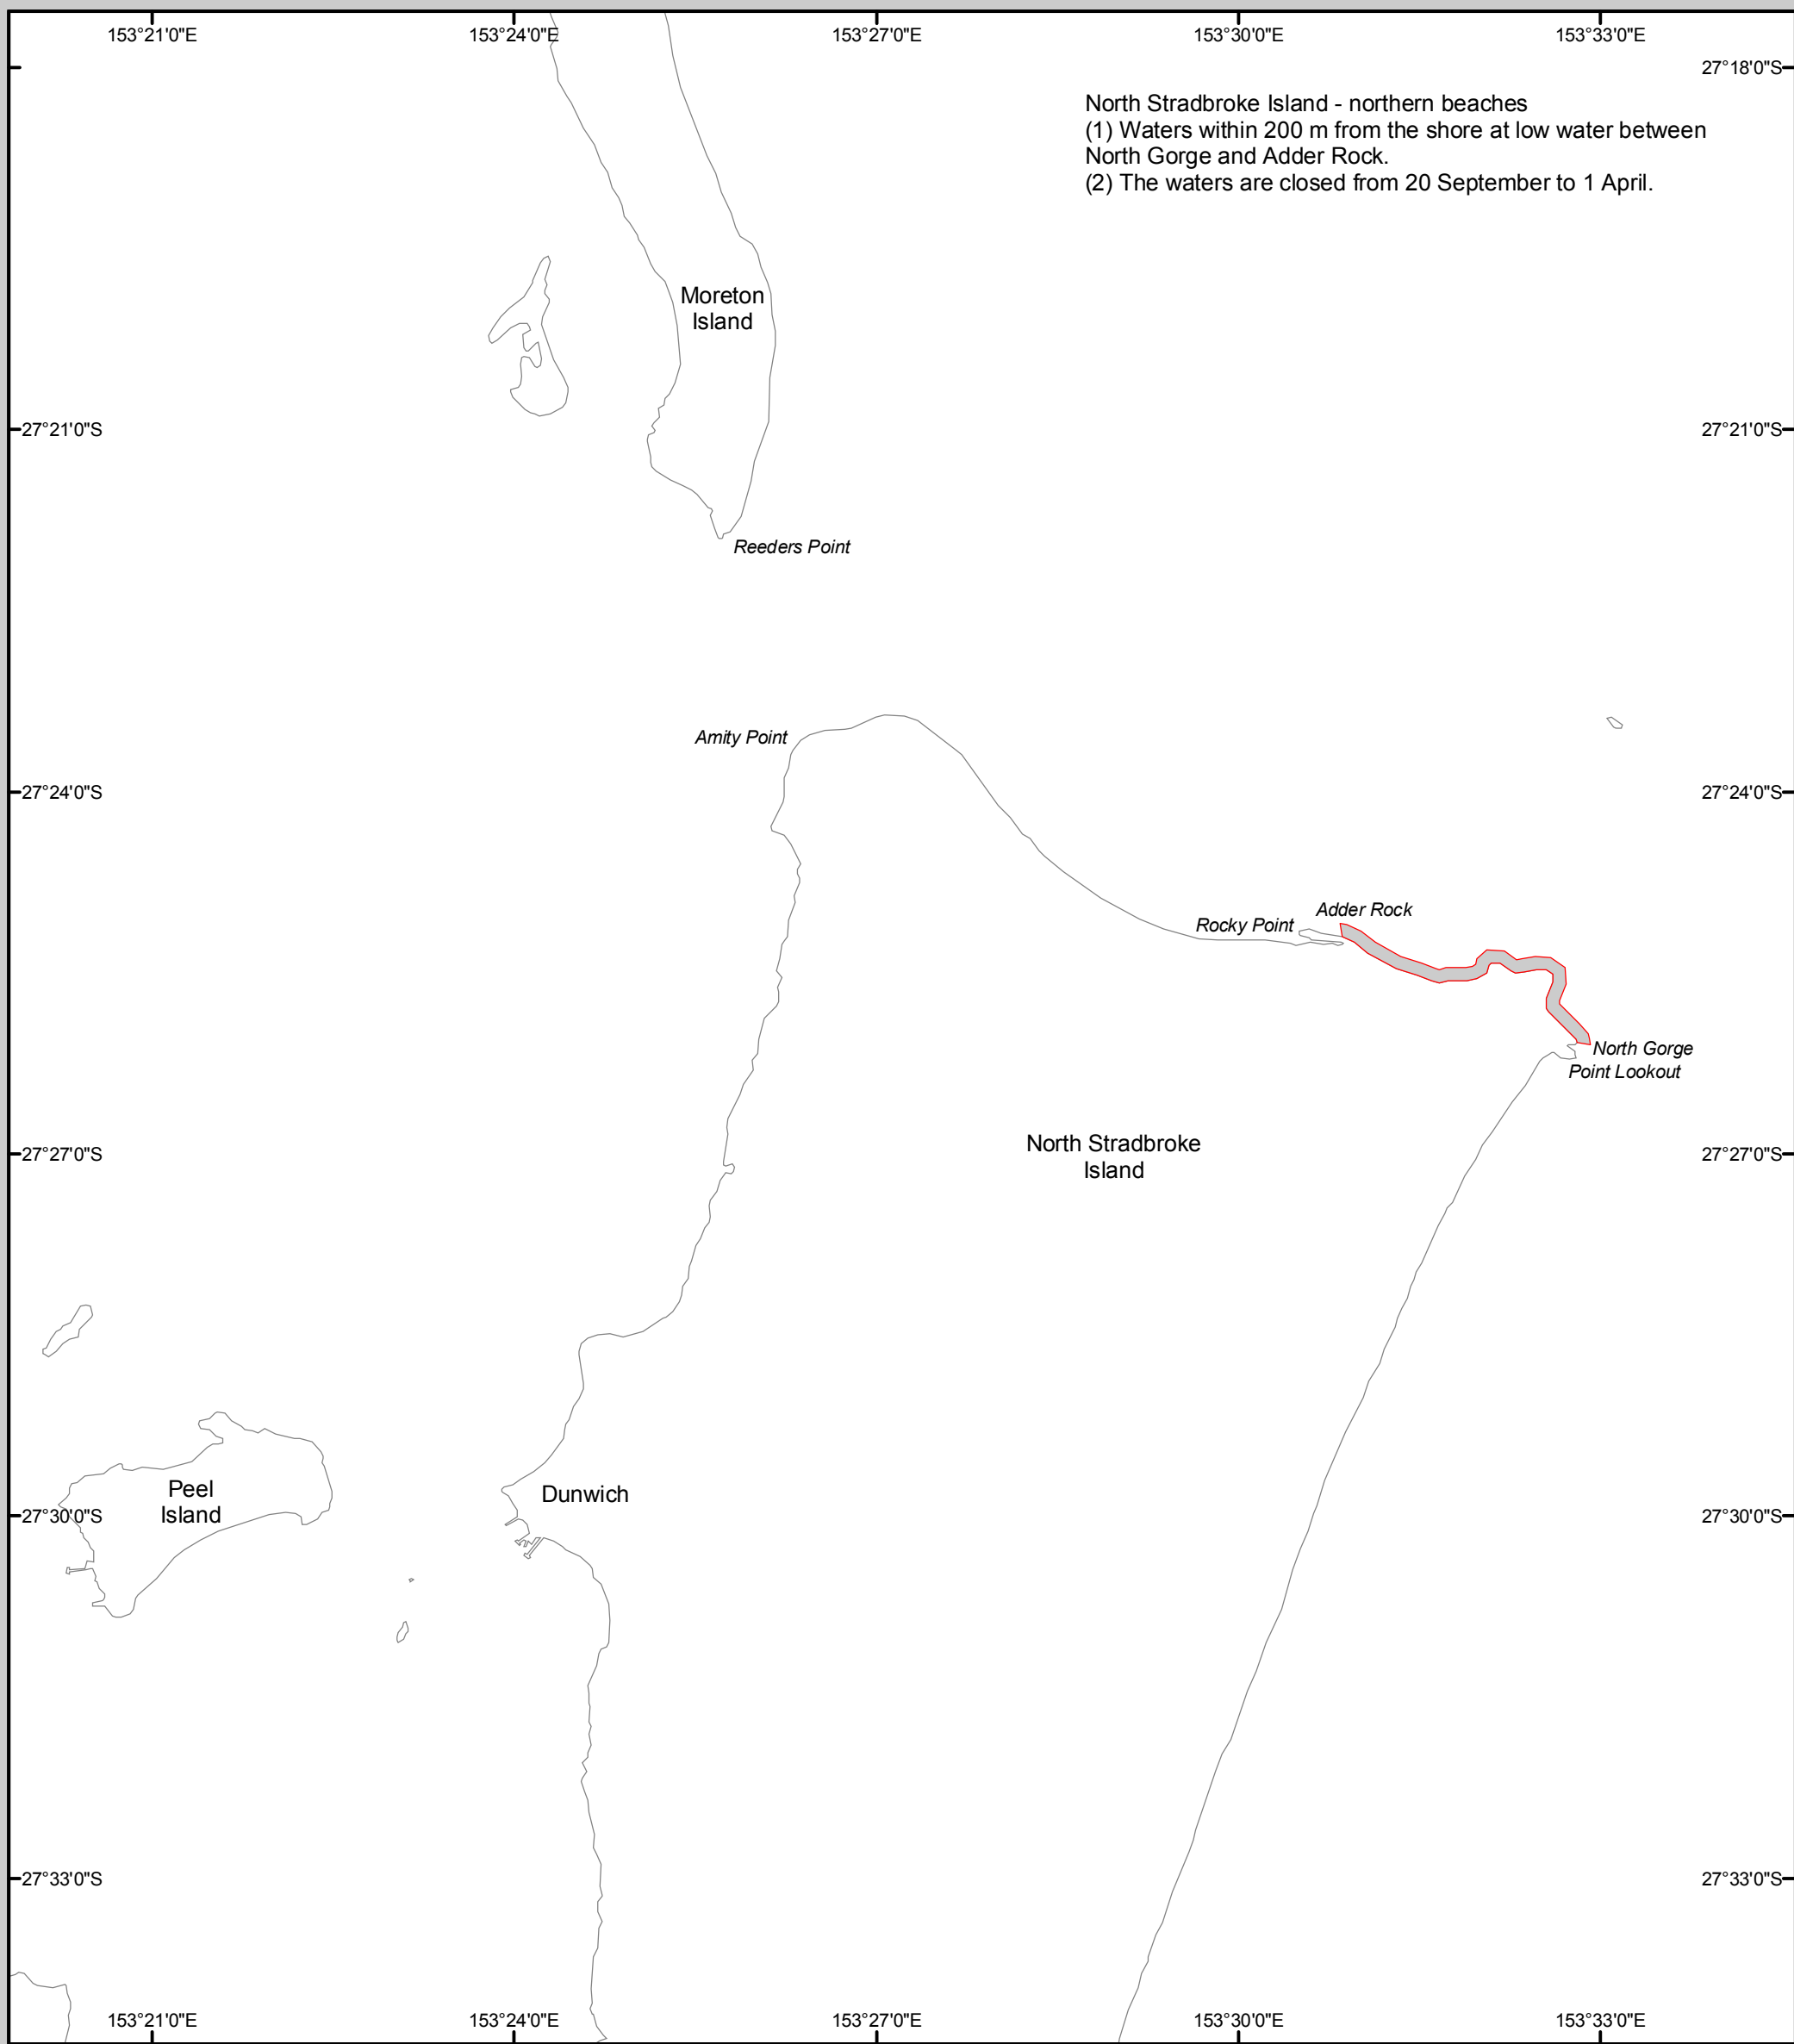 153°21'0"E
153°24'0"E
153°27'0"E
153°30'0"E
153°33'0"E
27°18'0"S
North Stradbroke Island - northern beaches
(1) Waters within 200 m from the shore at low water between
North Gorge and Adder Rock.
(2) The waters are closed from 20 September to 1 April.
Moreton
Island
27°21'0"S
27°21'0"S
Reeders Point
Amity Point
27°24'0"S
27°24'0"S
Adder Rock
Rocky Point
North Gorge
Point Lookout
North Stradbroke
Island
27°27'0"S
27°27'0"S
Peel
Island
Dunwich
27°30'0"S
27°30'0"S
27°33'0"S
27°33'0"S
153°21'0"E
153°24'0"E
153°27'0"E
153°30'0"E
153°33'0"E